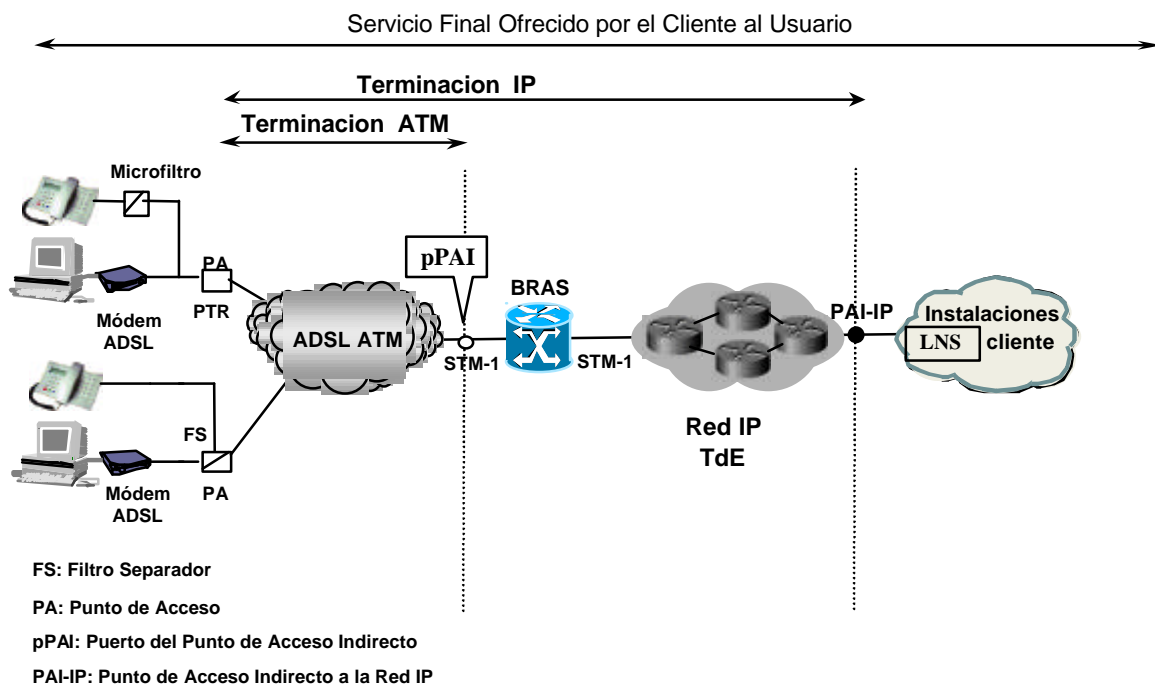 Servicio Final Ofrecido por el Cliente al Usuario
Terminacion IP
Terminacion ATM
Microfiltro
pPAI
PA
BRAS
PTR
PAI-IP
Instalaciones
Módem
ADSL
ADSL ATM
LNS
cliente
STM-1
STM-1
FS
Red IP
TdE
Módem
ADSL
PA
FS: Filtro Separador
PA: Punto de Acceso
pPAI: Puerto del Punto de Acceso Indirecto
PAI-IP: Punto de Acceso Indirecto a la Red IP